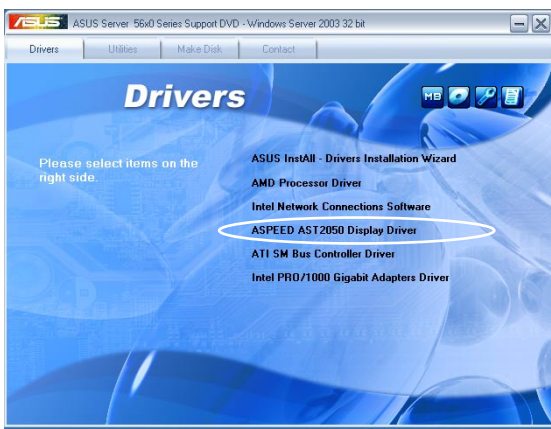 ASUS ASUS Server 56x0 Series Support DVD - Windows Server 2003 32 bit
Drivers Utilities Make Disk Contact
Drivers
MB
Please select items on the
right side.
ASUS InstAll - Drivers Installation Wizard
AMD Processor Driver
Intel Network Connections Software
ASPEED AST2050 Display Driver
ATI SM Bus Controller Driver
Intel PRO/1000 Gigabit Adapters Driver